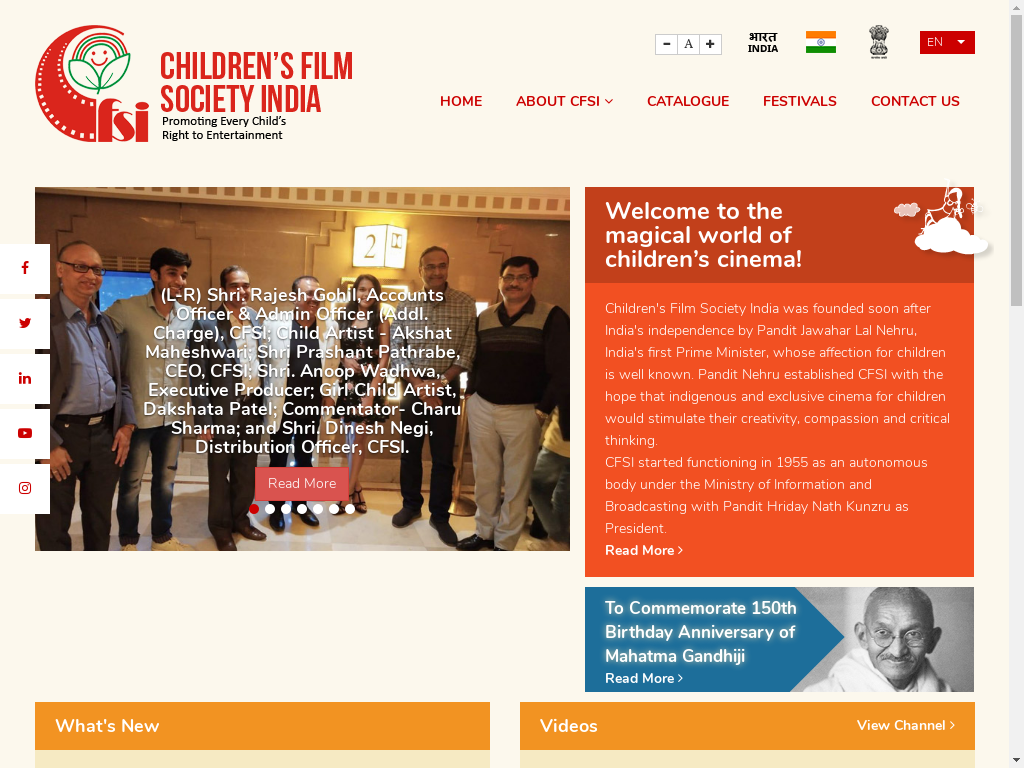 CHILDREN'S FILM
SOCIETY INDIA
fsi
Promoting Every Child's
Right to Entertainment
A
भारत
INDIA
EN
HOME
ABOUT CFSI
CATALOGUE
FESTIVALS
CONTACT US
2
(L-R) Shri. Rajesh Gohil, Accounts
Officer & Admin Officer (Addl.
Charge), CFSI; Child Artist - Akshat
Maheshwari; Shri Prashant Pathrabe,
CEO, CFSI; Shri. Anoop Wadhwa,
Executive Producer; Girl Child Artist,
Dakshata Patel; Commentator- Charu
Sharma; and Shri. Dinesh Negi,
Distribution Officer, CFSI.
Read More
Welcome to the
magical world of
children's cinema!
Children's Film Society India was founded soon after
India's independence by Pandit Jawahar Lal Nehru,
India's first Prime Minister, whose affection for children
is well known. Pandit Nehru established CFSI with the
hope that indigenous and exclusive cinema for children
would stimulate their creativity, compassion and critical
thinking.
CFSI started functioning in 1955 as an autonomous
body under the Ministry of Information and
Broadcasting with Pandit Hriday Nath Kunzru as
President.
Read More
To Commemorate 150th
Birthday Anniversary of
Mahatma Gandhiji
Read More
What's New
Videos
View Channel